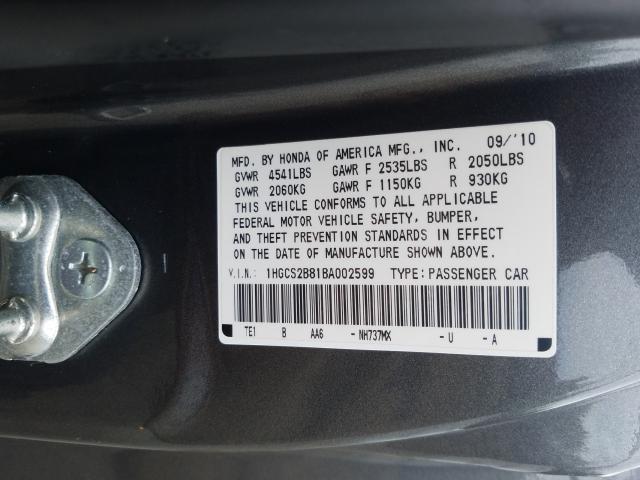 MFD. BY HONDA OF AMERICA MFG., INC. 09/'10
GVWR 4541LBS GAWR F 2535LBS R 2050LBS
GVWR 2060KG GAWR F 1150KG R 930KG
THIS VEHICLE CONFORMS TO ALL APPLICABLE
FEDERAL MOTOR VEHICLE SAFETY, BUMPER,
AND THEFT PREVENTION STANDARDS IN EFFECT
ON THE DATE OF MANUFACTURE SHOWN ABOVE.
V.I.N.: 1HGCS2B81BA002599 TYPE: PASSENGER CAR
TE1 B AA6 - NH737MX - U - A